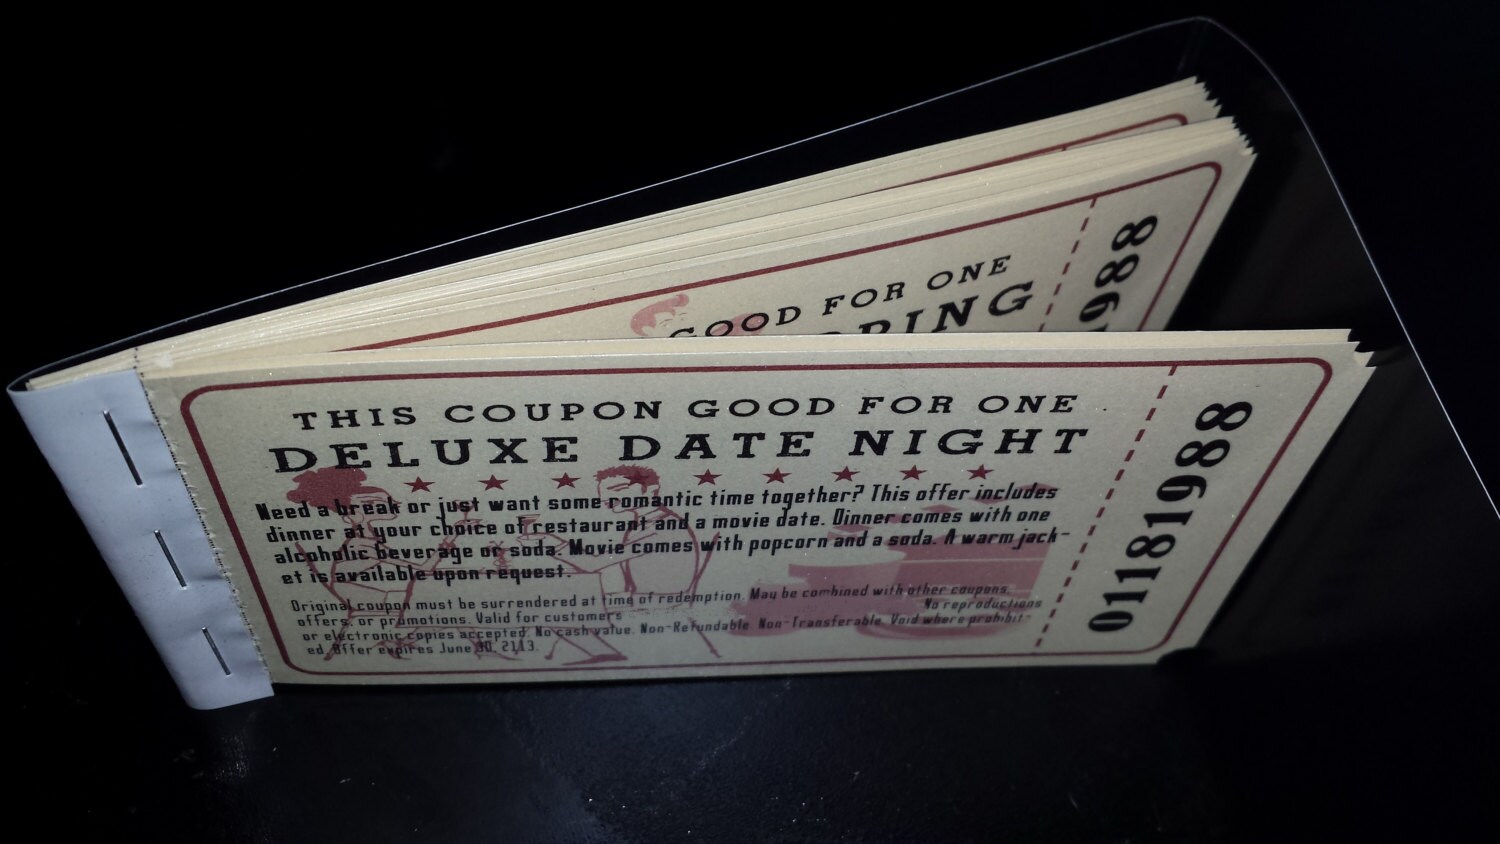 GOOD FOR ONE
1988
THIS COUPON GOOD FOR ONE
DELUXE DATE NIGHT
Need a break or just want some romantic time together? This offer includes
dinner at your choice of restaurant and a movie date. Dinner comes with one
alcoholic beverage or soda. Movie comes with popcorn and a soda. A warm jack-
et is available upon request.
Original coupon must be surrendered at time of redemption. May be combined with other coupons,
offers, or promotions. Valid for customers No reproductions
or electronic copies accepted. No cash value. Non-Refundable. Non-Transferable. Void where prohibit-
ed. Offer expires June 30, 2113.
01181988